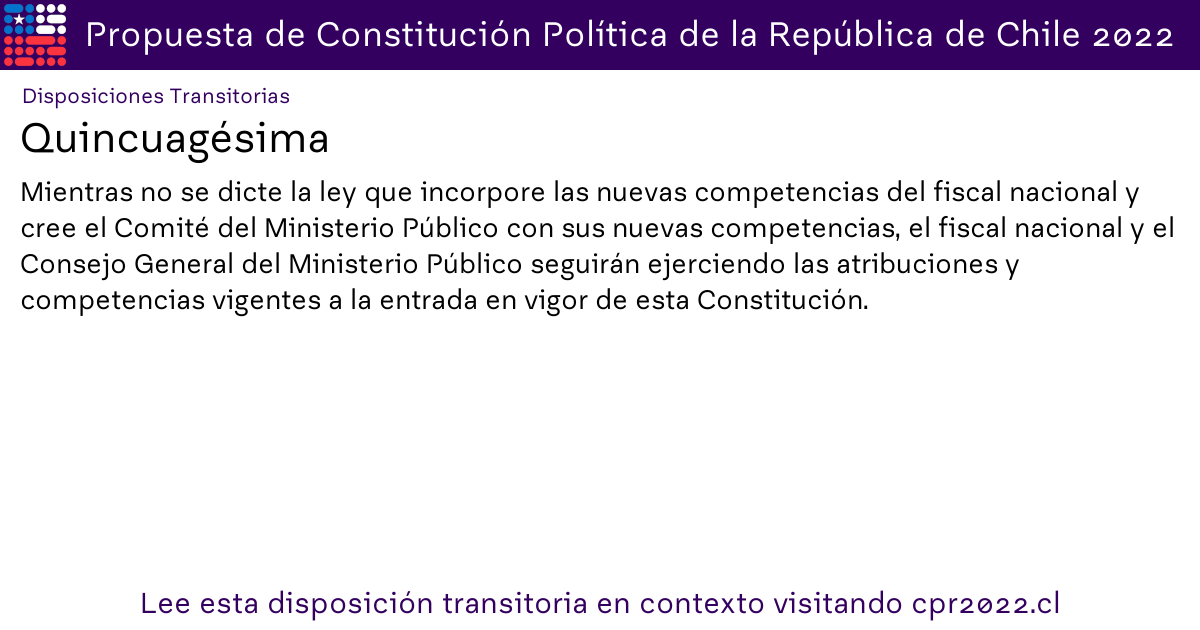 Propuesta de Constitución Política de la República de Chile 2022
Disposiciones Transitorias
Quincuagésima
Mientras no se dicte la ley que incorpore las nuevas competencias del fiscal nacional y
cree el Comité del Ministerio Público con sus nuevas competencias, el fiscal nacional y el
Consejo General del Ministerio Público seguirán ejerciendo las atribuciones y
competencias vigentes a la entrada en vigor de esta Constitución.
Lee esta disposición transitoria en contexto visitando cpr2022.cl